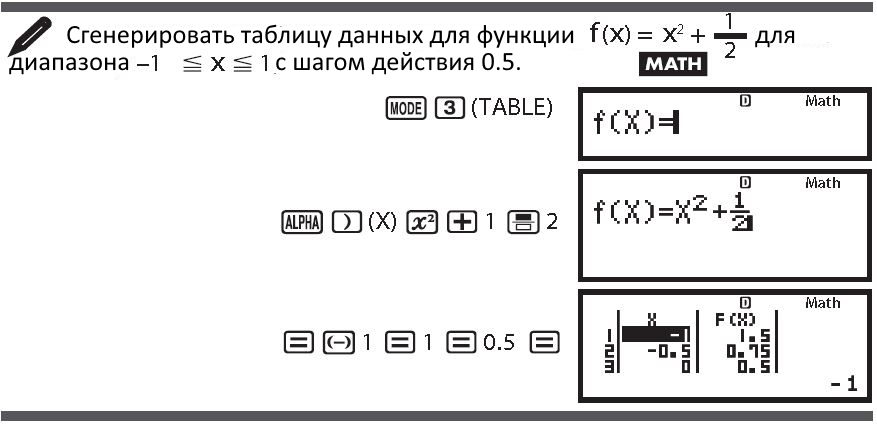 Сгенерировать таблицу данных для функции f(x) = x² + 1/2 для
диапазона –1 ≦ x ≦ 1 с шагом действия 0.5. MATH
MODE 3 (TABLE)
D Math
f(X)=
ALPHA ) (X) x² + 1 2
D Math
f(X)=X²+1/2
= (–) 1 = 1 = 0.5 =
D Math
X F(X)
1 -1 1.5
2 -0.5 0.75
3 0 0.5
-1